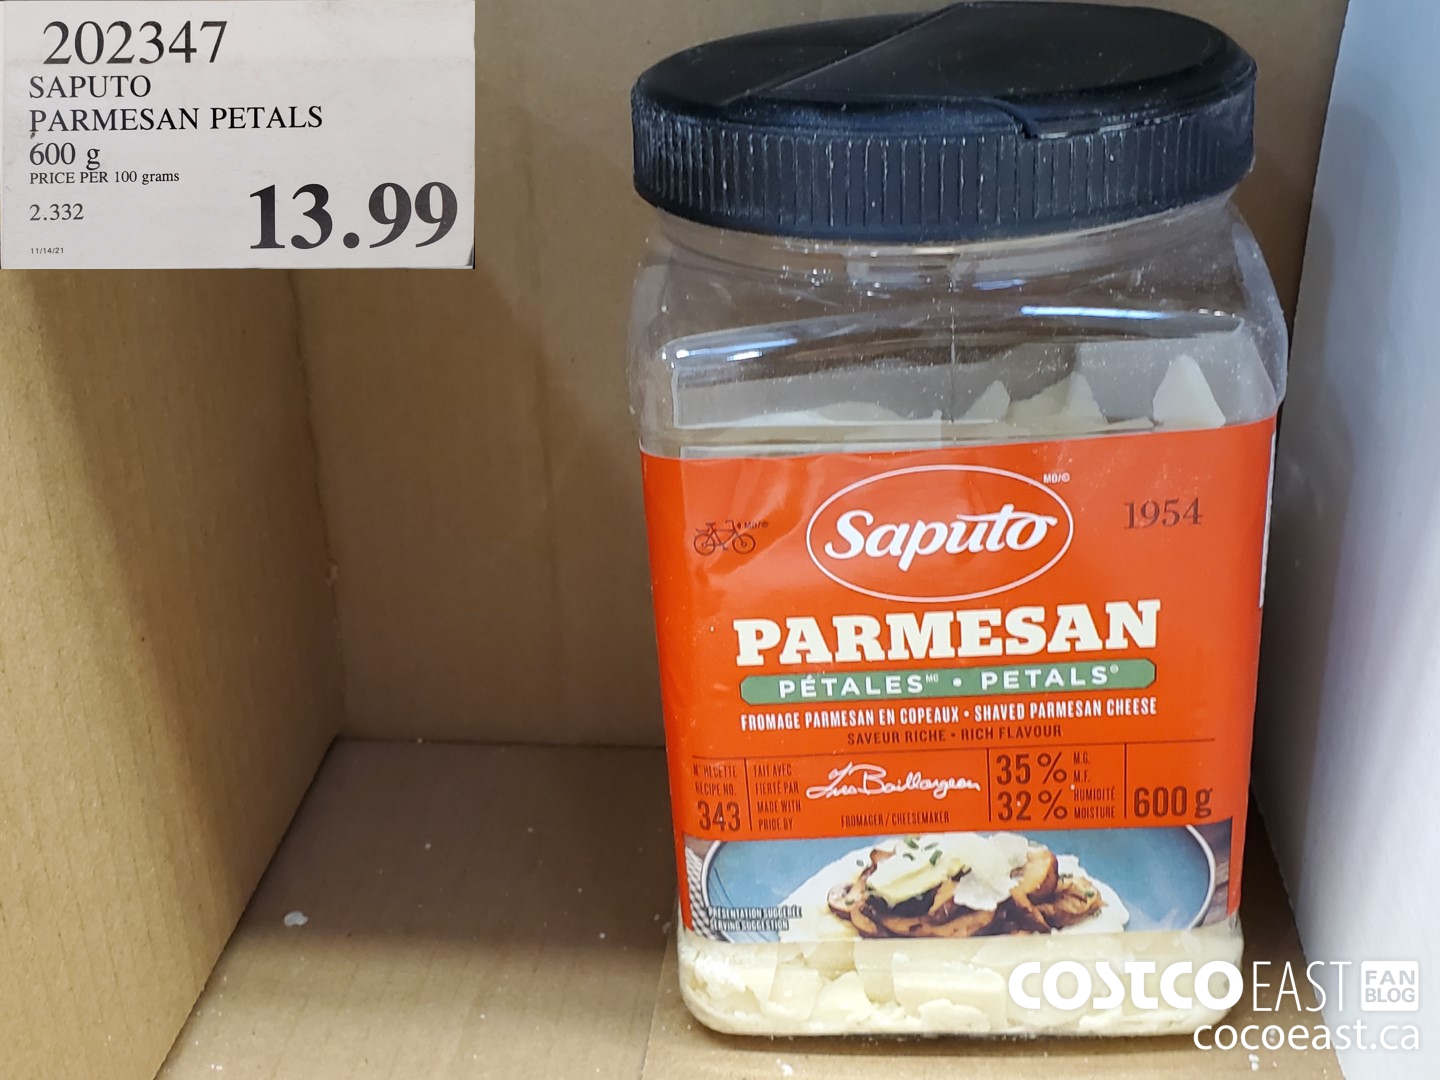 202347
SAPUTO
PARMESAN PETALS
600 g
PRICE PER 100 grams
2.332
13.99
11/14/21
MD/©
Saputo
1954
MD/©
PARMESAN
PÉTALES MC • PETALS
FROMAGE PARMESAN EN COPEAUX • SHAVED PARMESAN CHEESE
SAVEUR RICHE • RICH FLAVOUR
N° RECETTE
RECIPE NO.
343
FAIT AVEC
FIERTÉ PAR
MADE WITH
PRIDE BY
Baillargeon
FROMAGER / CHEESEMAKER
35 % M.G.
M.F.
32 % HUMIDITÉ
MOISTURE
600 g
PRÉSENTATION SUGGÉRÉE
SERVING SUGGESTION
COSTCO EAST FAN BLOG
cocoeast.ca